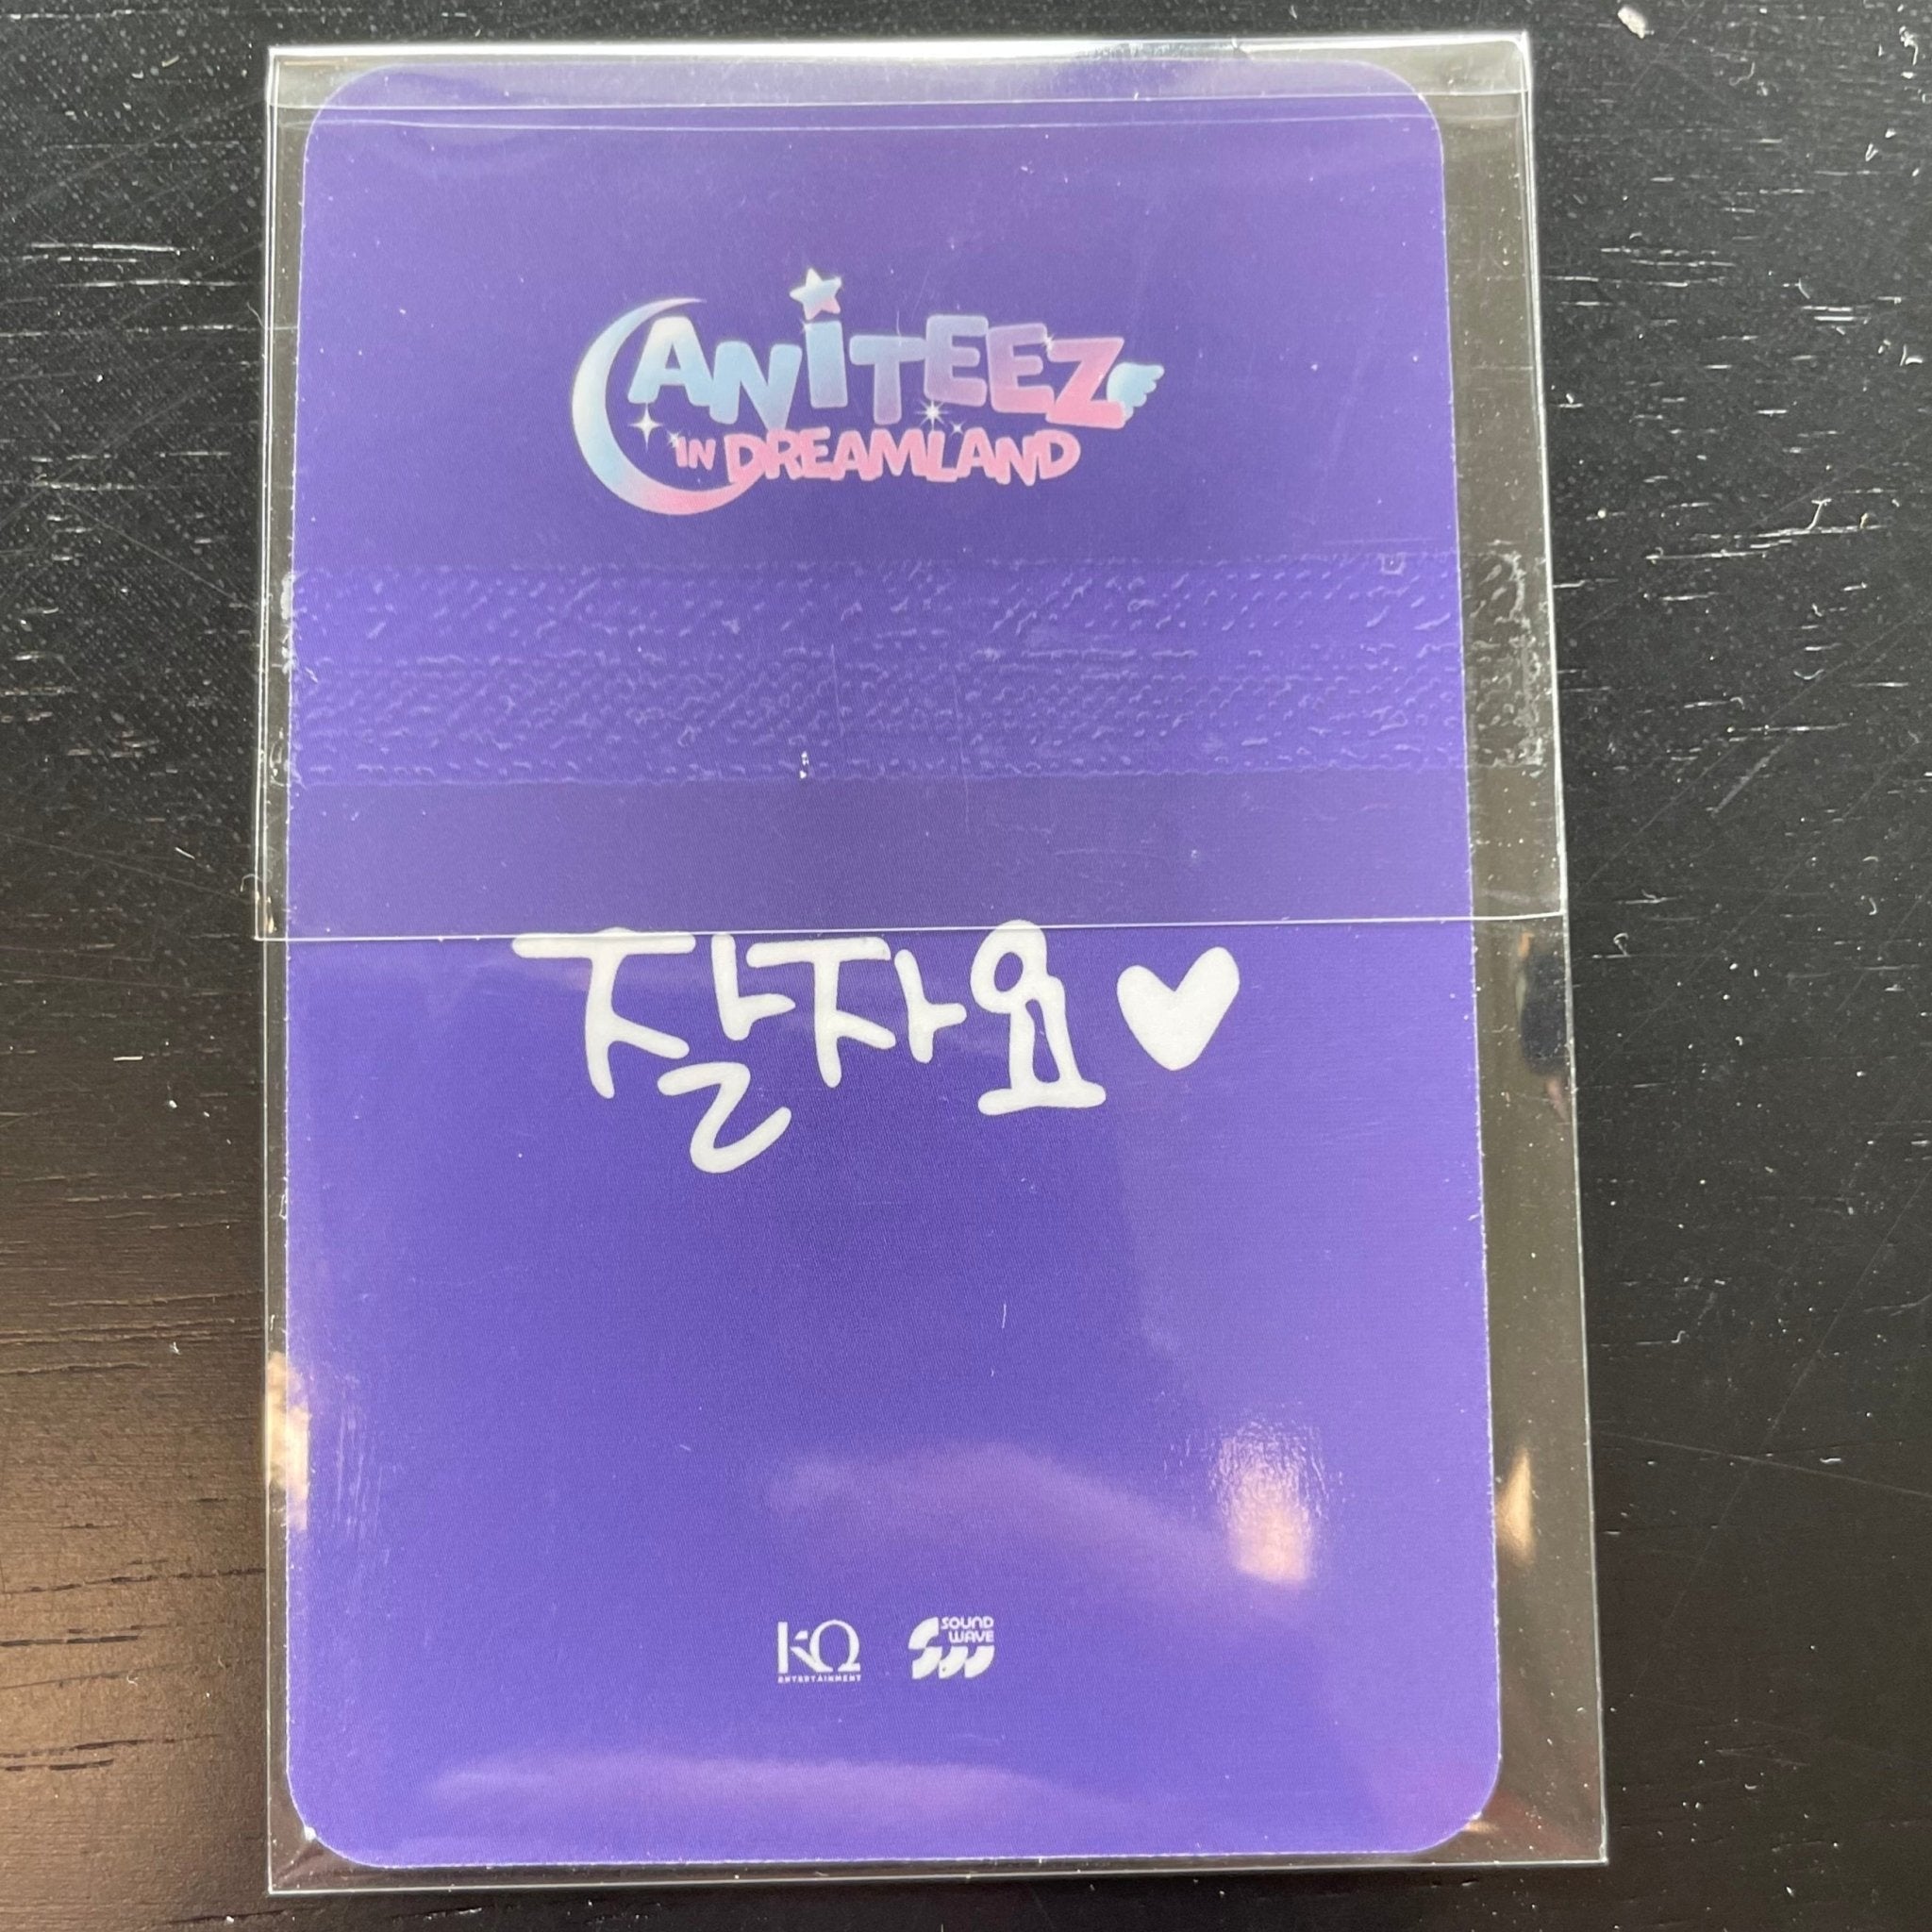 ANiTEEZ
IN DREAMLAND
잘자요♥
KQ
ENTERTAINMENT
SOUND
WAVE